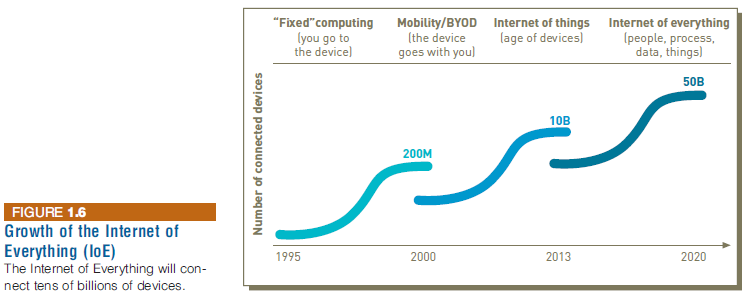 "Fixed" computing
(you go to
the device)
Mobility/BYOD
(the device
goes with you)
Internet of things
(age of devices)
Internet of everything
(people, process,
data, things)
Number of connected devices
200M
10B
50B
1995
2000
2013
2020
FIGURE 1.6
Growth of the Internet of
Everything (IoE)
The Internet of Everything will con-
nect tens of billions of devices.